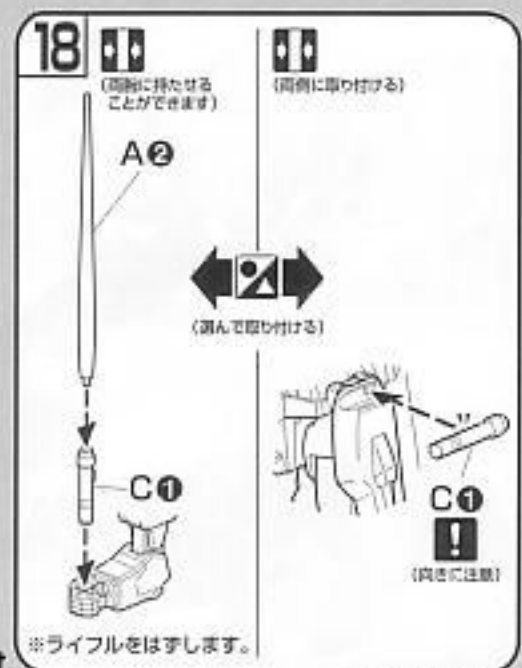 18
(両腕に持たせる
ことができます)
(両側に取り付ける)
A❷
(選んで取り付ける)
C❶
C❶
!
(向きに注意)
※ライフルをはずします。